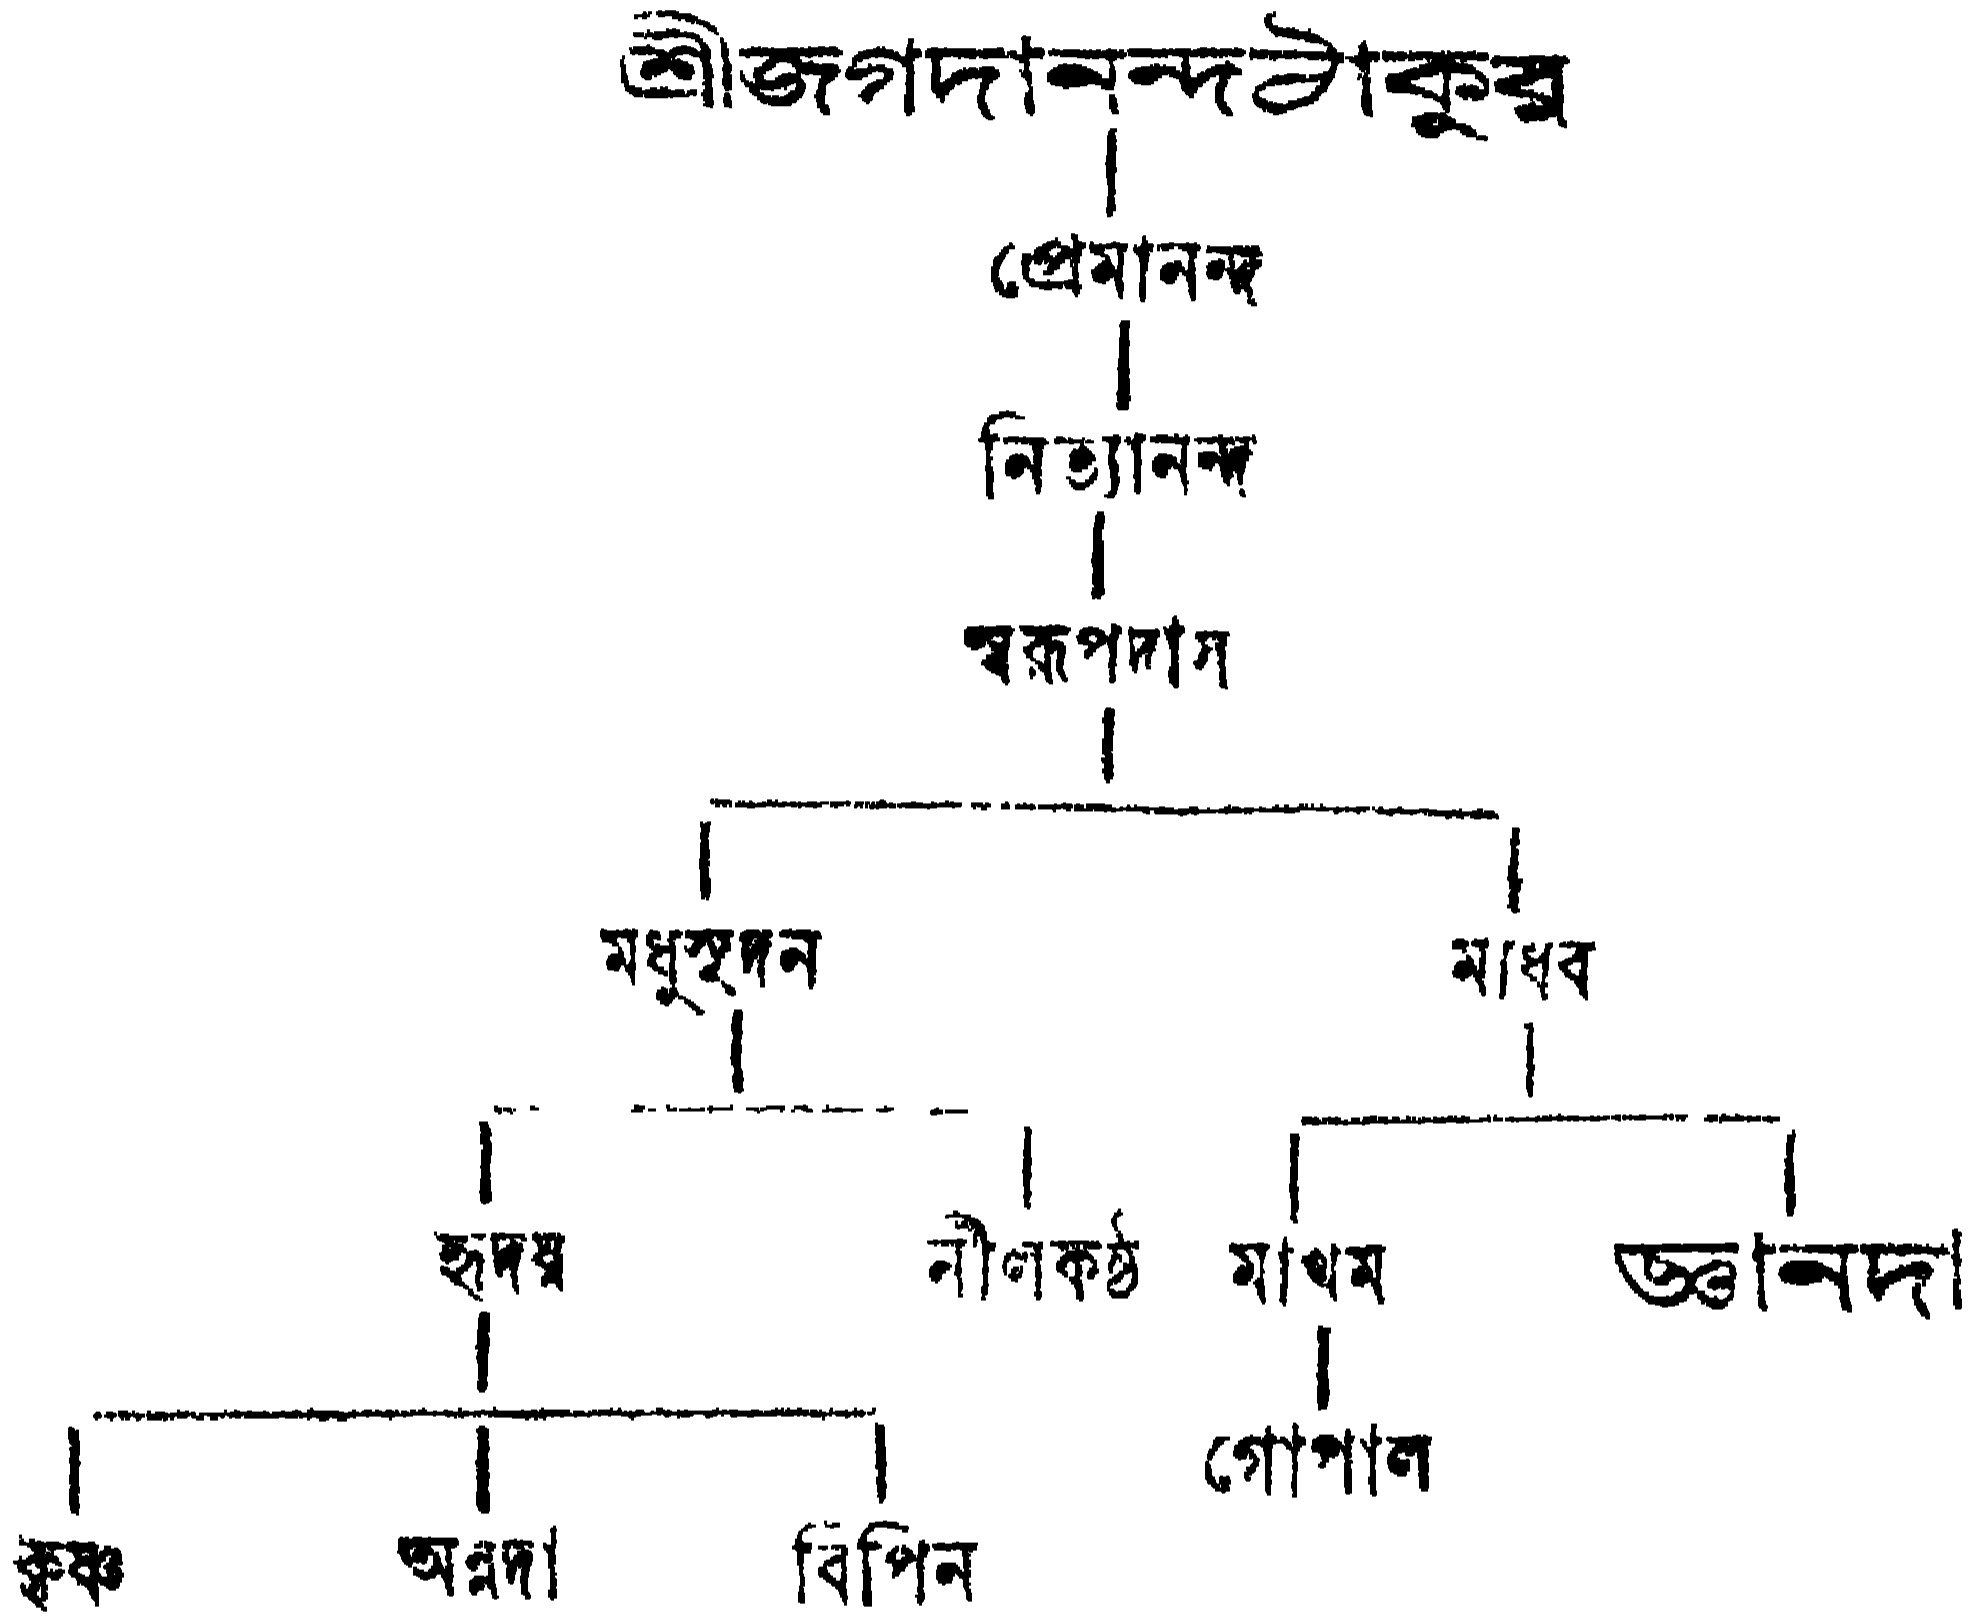 শ্রীজগদানন্দঠাকুর
প্রেমানন্দ
নিত্যানন্দ
স্বরূপদাস
মধুসূদন মাধব
হৃদয় নীলকণ্ঠ মাথম জ্ঞানদা
গোপাল
কৃষ্ণ অন্নদা বিপিন